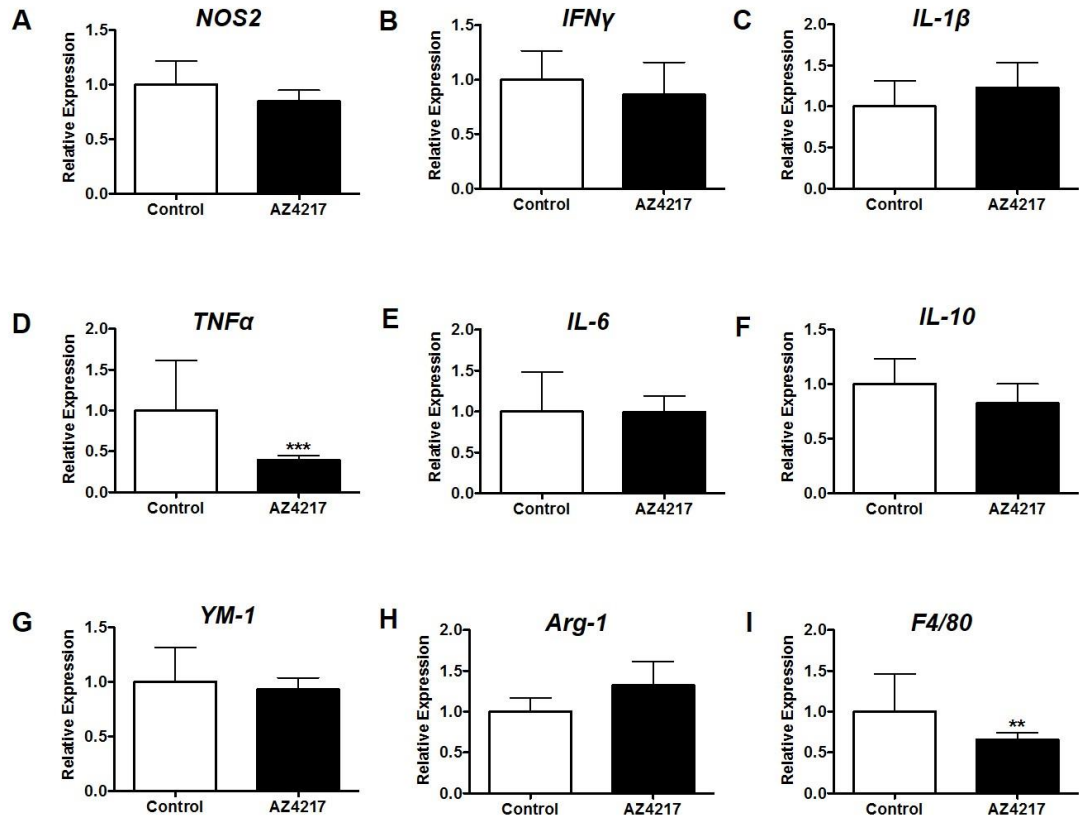 A
NOS2
Relative Expression
1.5
1.0
0.5
0.0
Control AZ4217
B
IFNγ
Relative Expression
1.5
1.0
0.5
0.0
Control AZ4217
C
IL-1β
Relative Expression
2.0
1.5
1.0
0.5
0.0
Control AZ4217
D
TNFα
Relative Expression
2.0
1.5
1.0
0.5
0.0
***
Control AZ4217
E
IL-6
Relative Expression
2.0
1.5
1.0
0.5
0.0
Control AZ4217
F
IL-10
Relative Expression
1.5
1.0
0.5
0.0
Control AZ4217
G
YM-1
Relative Expression
1.5
1.0
0.5
0.0
Control AZ4217
H
Arg-1
Relative Expression
2.0
1.5
1.0
0.5
0.0
Control AZ4217
I
F4/80
Relative Expression
2.0
1.5
1.0
0.5
0.0
**
Control AZ4217